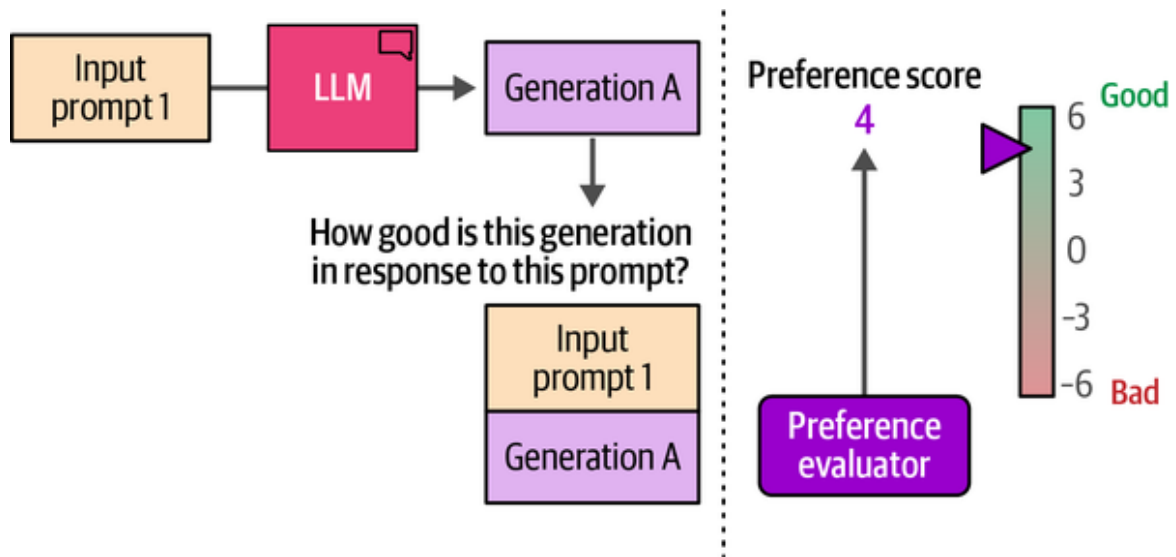 Input
prompt 1
LLM
Generation A
How good is this generation
in response to this prompt?
Input
prompt 1
Generation A
Preference score
4
Preference
evaluator
6 Good
3
0
–3
–6 Bad